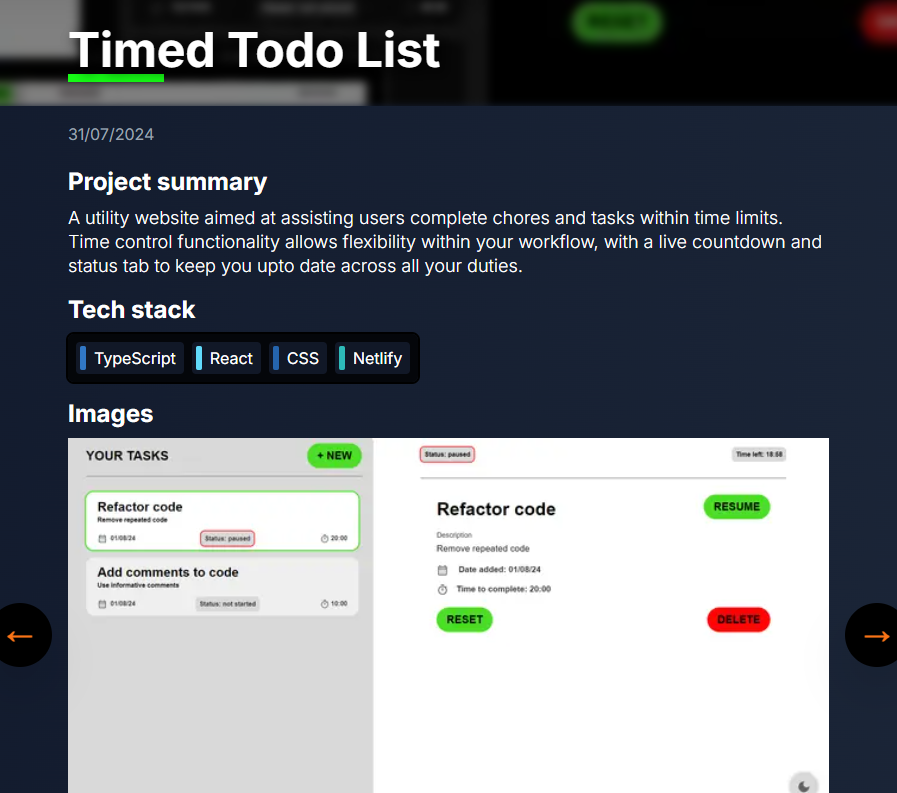 Timed Todo List
31/07/2024
Project summary
A utility website aimed at assisting users complete chores and tasks within time limits.
Time control functionality allows flexibility within your workflow, with a live countdown and
status tab to keep you upto date across all your duties.
Tech stack
TypeScript React CSS Netlify
Images
YOUR TASKS + NEW
Refactor code
Remove repeated code
01/08/24 Status: paused 20:00
Add comments to code
Use informative comments
01/08/24 Status: not started 10:00
Status: paused Time left: 18:58
Refactor code RESUME
Description
Remove repeated code
Date added: 01/08/24
Time to complete: 20:00
RESET DELETE
← →